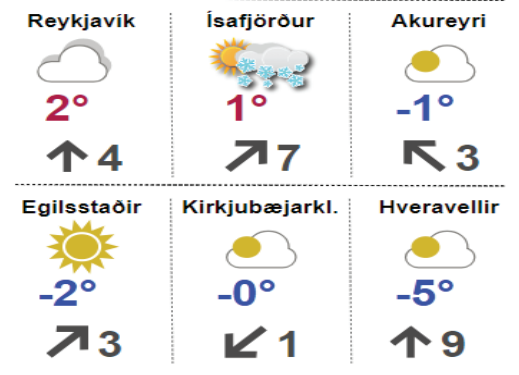 Reykjavík Ísafjörður Akureyri
2° 1° -1°
4 7 3
Egilsstaðir Kirkjubæjarkl. Hveravellir
-2° -0° -5°
3 1 9